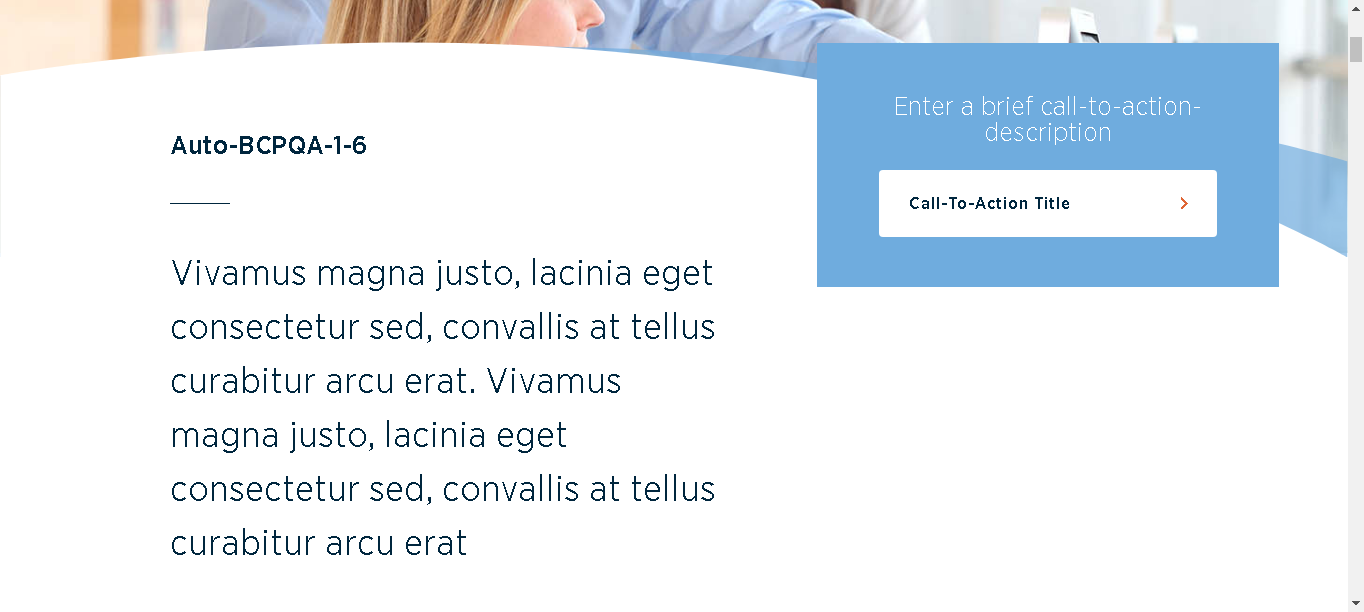 Auto-BCPQA-1-6
Vivamus magna justo, lacinia eget
consectetur sed, convallis at tellus
curabitur arcu erat. Vivamus
magna justo, lacinia eget
consectetur sed, convallis at tellus
curabitur arcu erat
Enter a brief call-to-action-
description
Call-To-Action Title